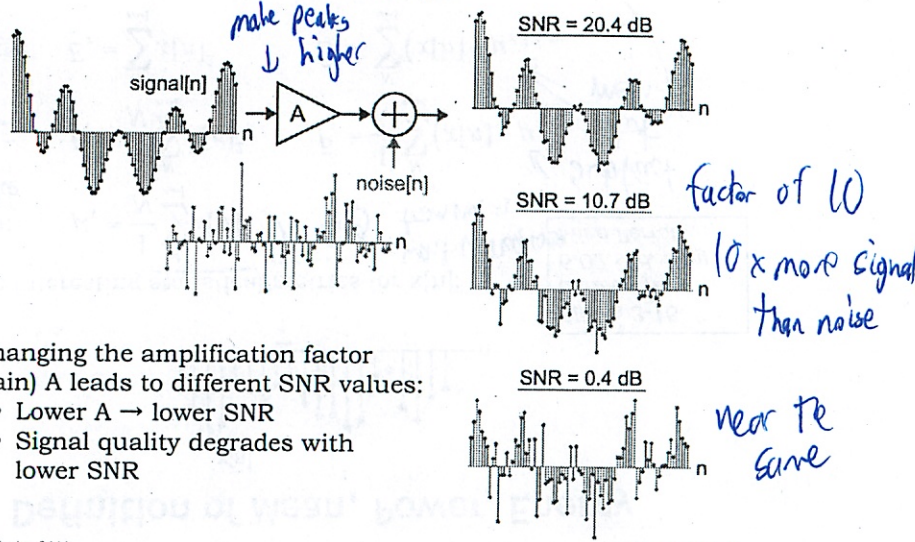 make peaks
↓ higher
signal[n]
A
n
noise[n]
n
SNR = 20.4 dB
n
SNR = 10.7 dB
n
factor of 10
10 x more signal
than noise
SNR = 0.4 dB
n
near the
same
hanging the amplification factor
ain) A leads to different SNR values:
• Lower A → lower SNR
• Signal quality degrades with
lower SNR